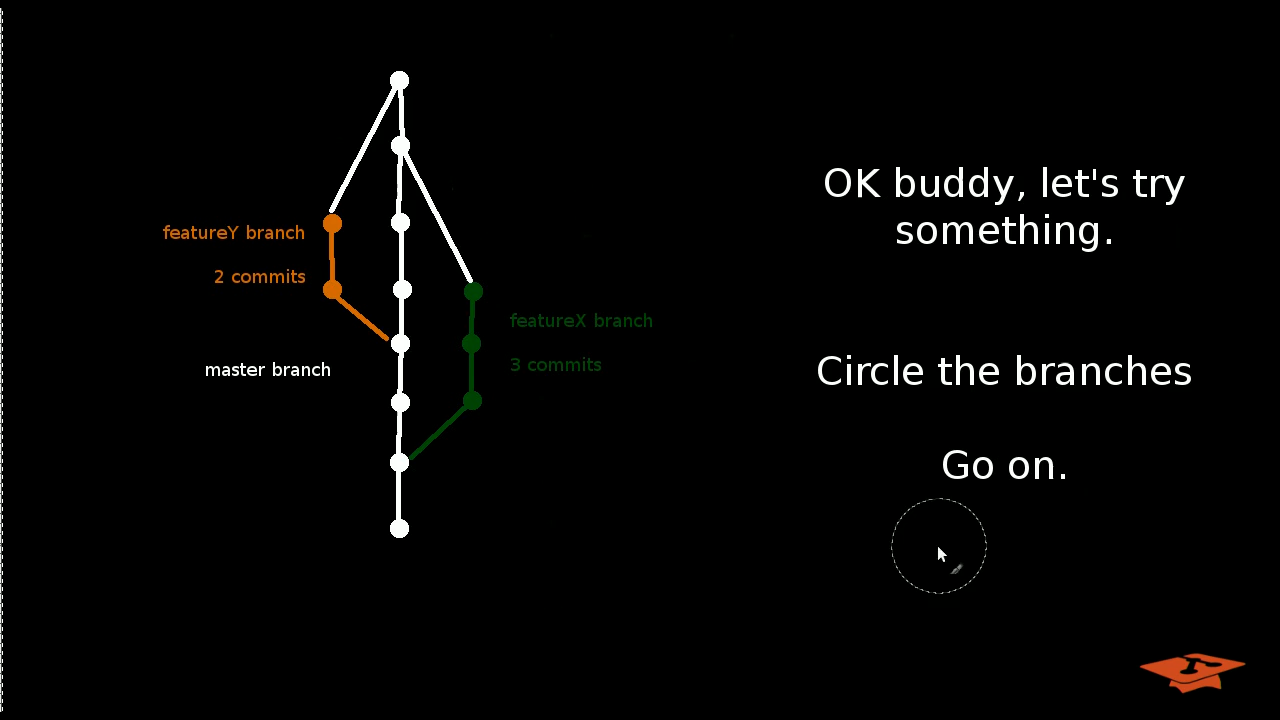 featureY branch
2 commits
master branch
featureX branch
3 commits
OK buddy, let's try
something.
Circle the branches
Go on.